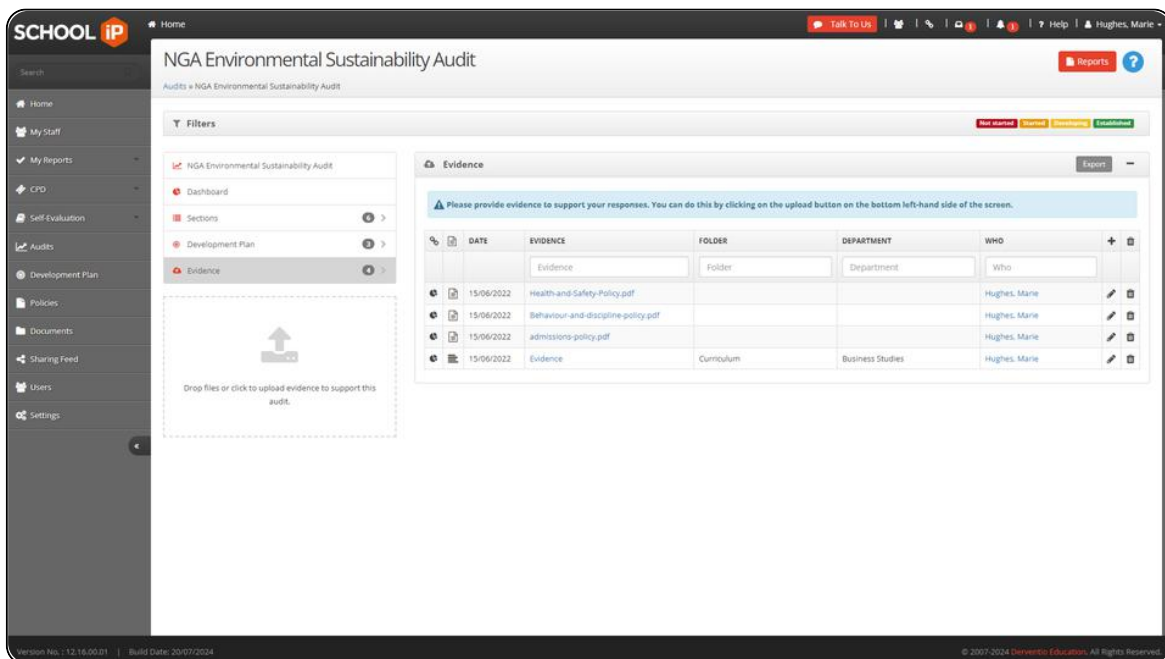 SCHOOL iP
Home
Talk To Us | | | 1 | 1 | ? Help | Hughes, Marie
Search
Home
My Staff
My Reports
CPD
Self-Evaluation
Audits
Development Plan
Policies
Documents
Sharing Feed
Users
Settings
«
NGA Environmental Sustainability Audit
Reports ?
Audits » NGA Environmental Sustainability Audit
Filters
Not started Started Developing Established
NGA Environmental Sustainability Audit
Dashboard
Sections 6 >
Development Plan 3 >
Evidence 4 >
Drop files or click to upload evidence to support this
audit.
Evidence
Export −
Please provide evidence to support your responses. You can do this by clicking on the upload button on the bottom left-hand side of the screen.
DATE EVIDENCE FOLDER DEPARTMENT WHO +
Evidence Folder Department Who
15/06/2022 Health-and-Safety-Policy.pdf Hughes, Marie
15/06/2022 Behaviour-and-discipline-policy.pdf Hughes, Marie
15/06/2022 admissions-policy.pdf Hughes, Marie
15/06/2022 Evidence Curriculum Business Studies Hughes, Marie
Version No. : 12.16.00.01 | Build Date: 20/07/2024
© 2007-2024 Derventio Education. All Rights Reserved.